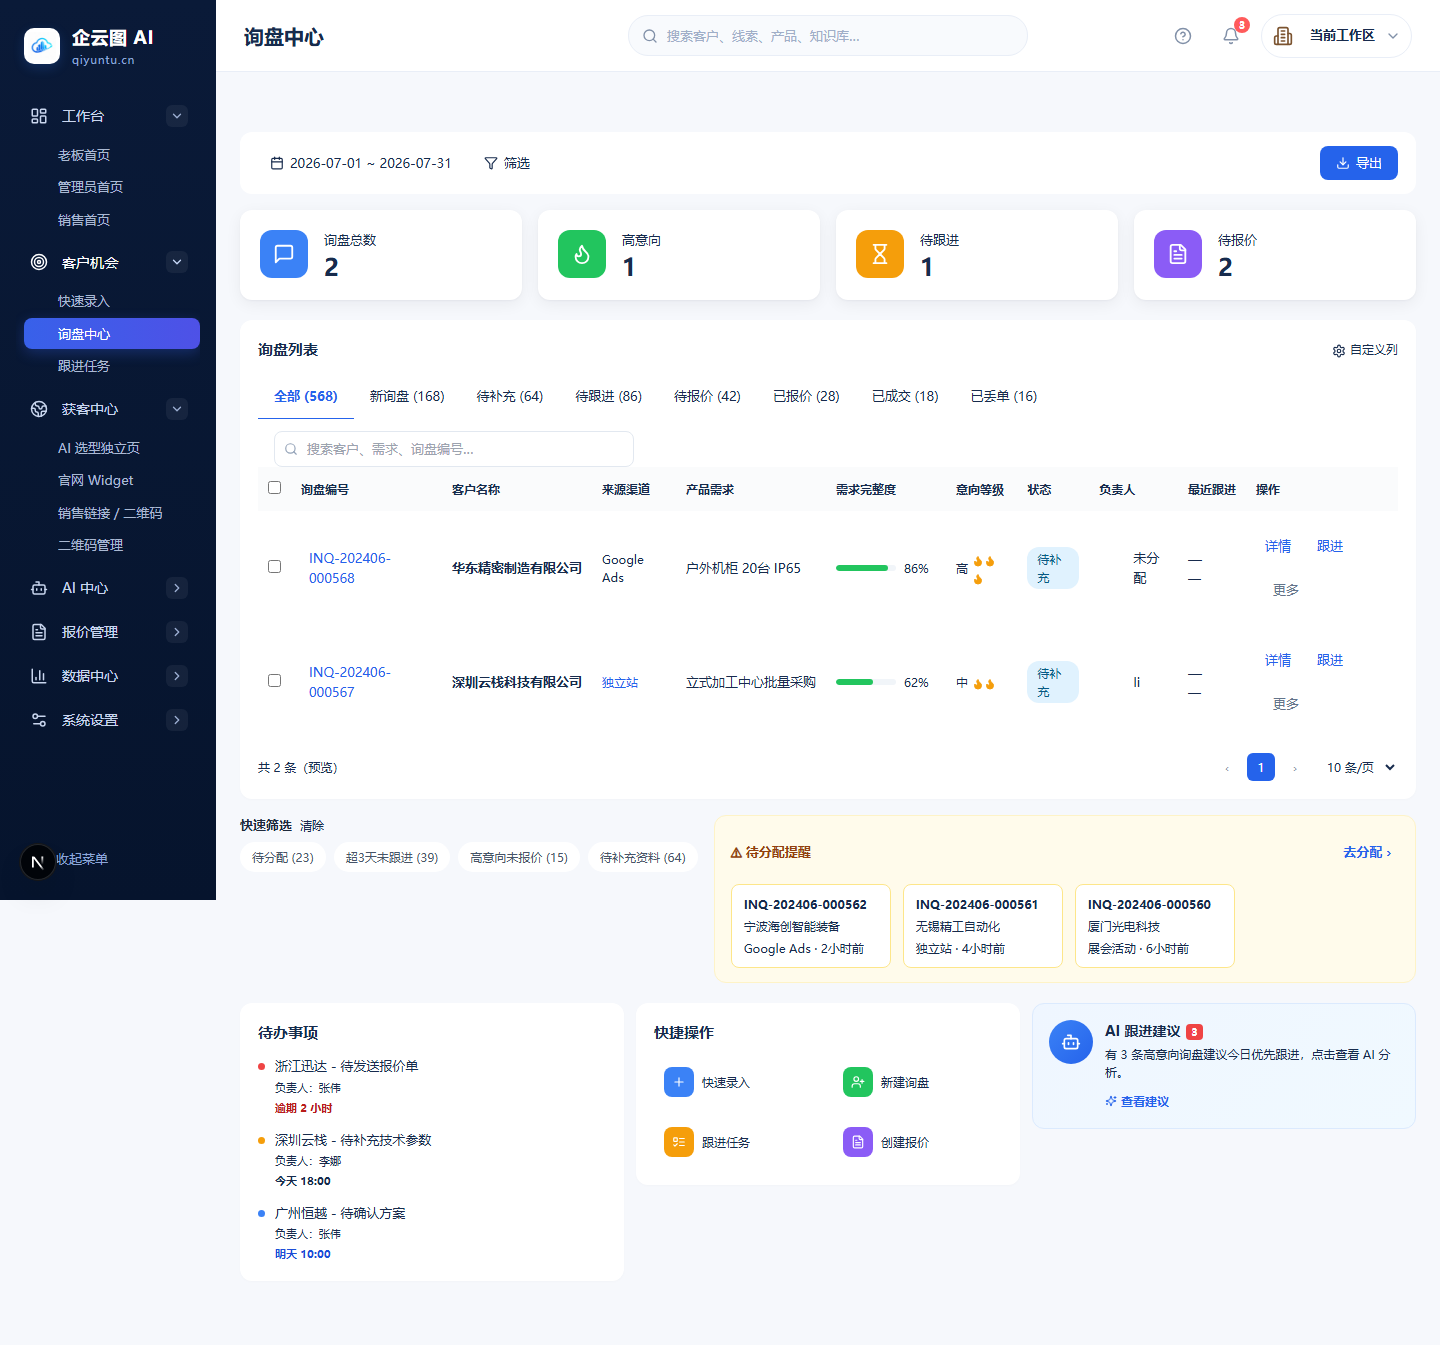 企云图 AI
qiyuntu.cn
工作台
老板首页
管理员首页
销售首页
客户机会
快速录入
询盘中心
跟进任务
获客中心
AI 选型独立页
官网 Widget
销售链接 / 二维码
二维码管理
AI 中心
报价管理
数据中心
系统设置
N
收起菜单
询盘中心
搜索客户、线索、产品、知识库...
8
当前工作区
2026-07-01 ~ 2026-07-31
筛选
导出
询盘总数
2
高意向
1
待跟进
1
待报价
2
询盘列表
自定义列
全部 (568)
新询盘 (168)
待补充 (64)
待跟进 (86)
待报价 (42)
已报价 (28)
已成交 (18)
已丢单 (16)
搜索客户、需求、询盘编号...
询盘编号
客户名称
来源渠道
产品需求
需求完整度
意向等级
状态
负责人
最近跟进
操作
INQ-202406-
000568
华东精密制造有限公司
Google
Ads
户外机柜 20台 IP65
86%
高
待补
充
未分
配
—
—
详情
跟进
更多
INQ-202406-
000567
深圳云栈科技有限公司
独立站
立式加工中心批量采购
62%
中
待补
充
li
—
—
详情
跟进
更多
共 2 条（预览）
‹
1
›
10 条/页
快速筛选
清除
待分配 (23)
超3天未跟进 (39)
高意向未报价 (15)
待补充资料 (64)
待分配提醒
去分配 ›
INQ-202406-000562
宁波海创智能装备
Google Ads · 2小时前
INQ-202406-000561
无锡精工自动化
独立站 · 4小时前
INQ-202406-000560
厦门光电科技
展会活动 · 6小时前
待办事项
浙江迅达 - 待发送报价单
负责人：张伟
逾期 2 小时
深圳云栈 - 待补充技术参数
负责人：李娜
今天 18:00
广州恒越 - 待确认方案
负责人：张伟
明天 10:00
快捷操作
快速录入
新建询盘
跟进任务
创建报价
AI 跟进建议
3
有 3 条高意向询盘建议今日优先跟进，点击查看 AI 分
析。
查看建议